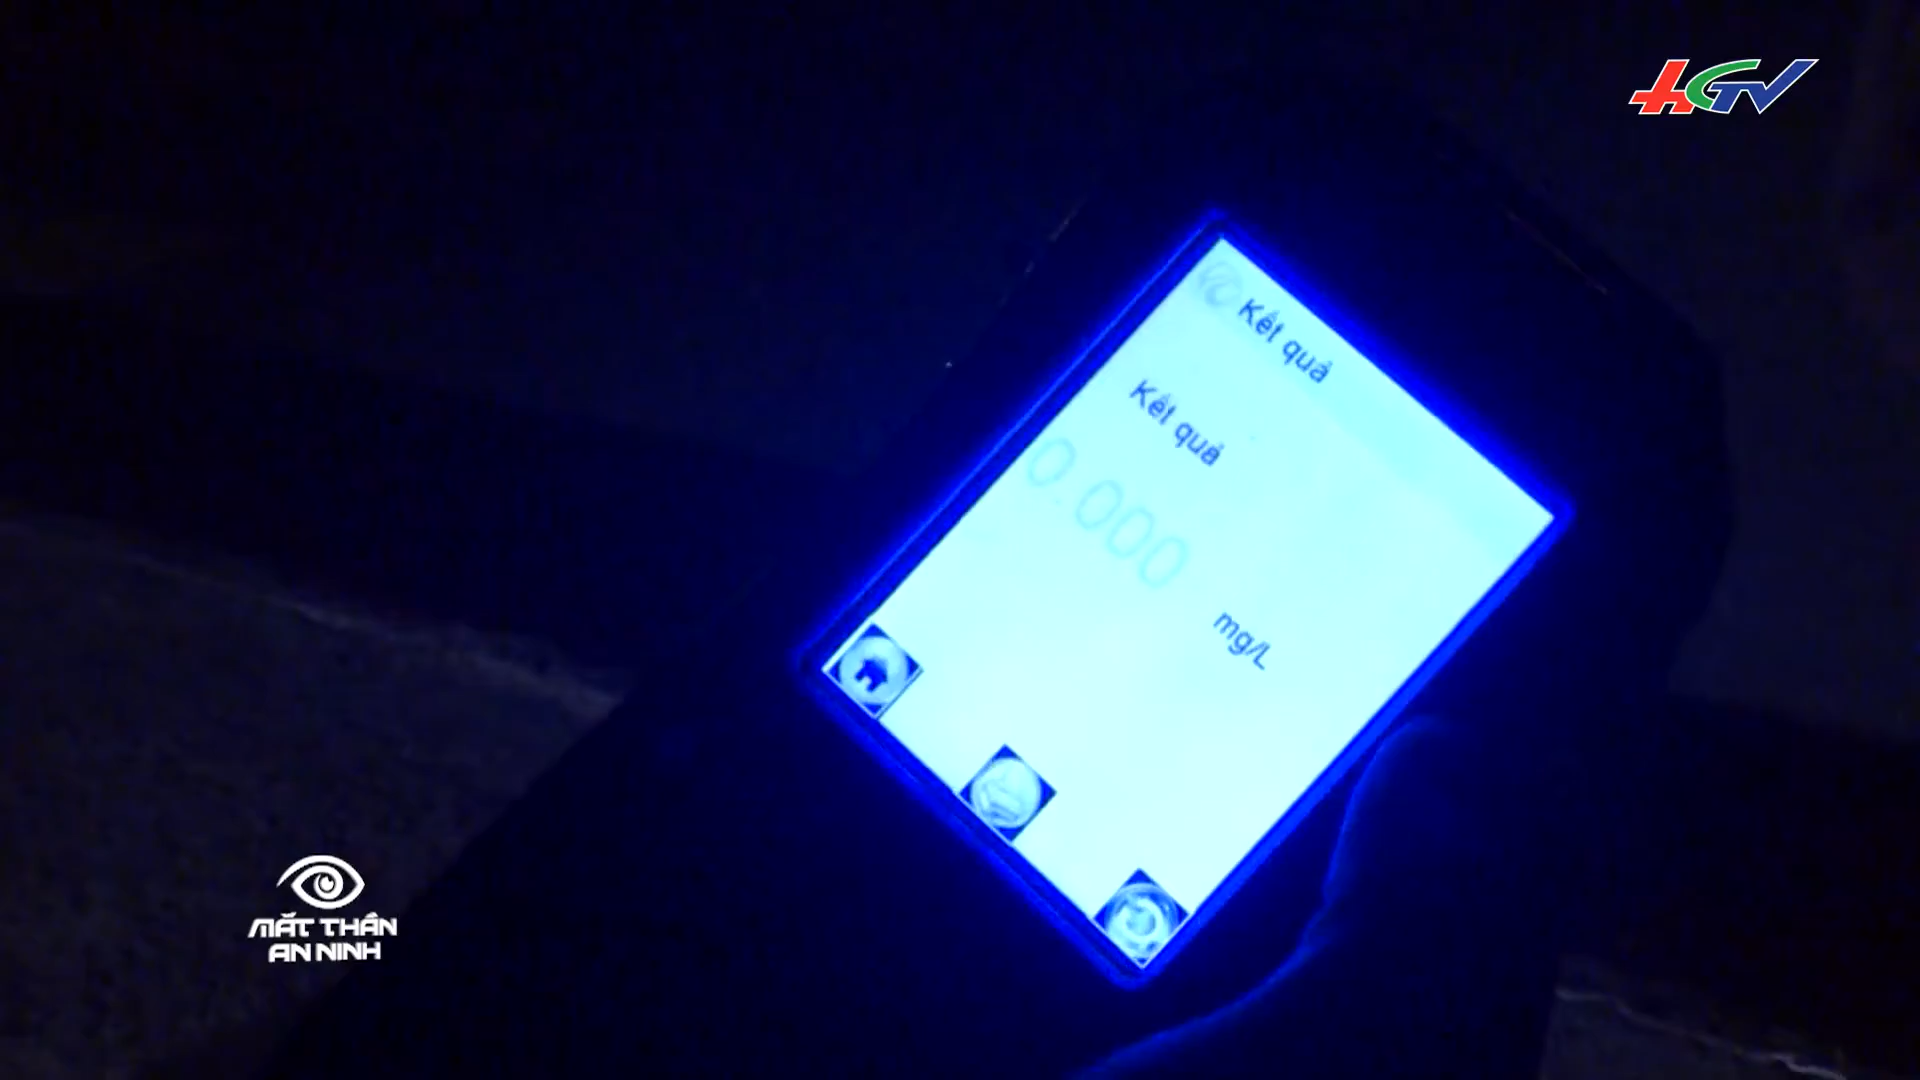 HGTV
Kết quả
Kết quả
0.000
mg/L
MẮT THẦN
AN NINH